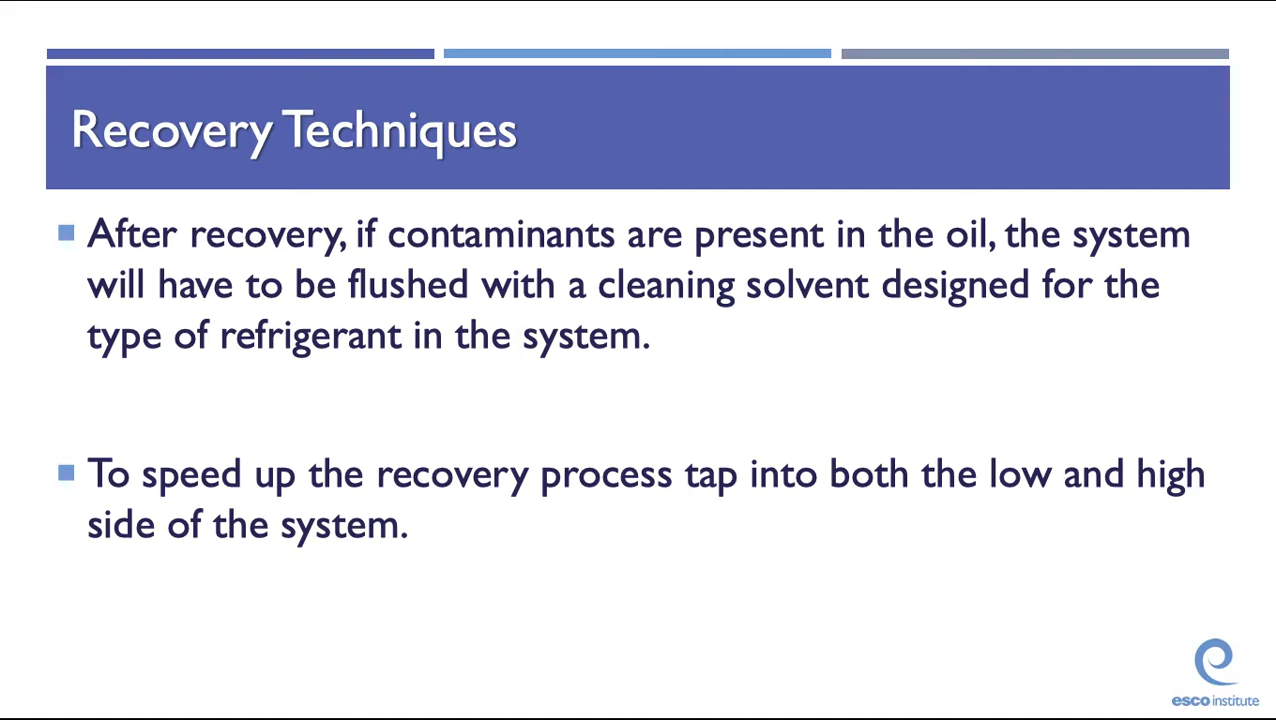 Recovery Techniques
After recovery, if contaminants are present in the oil, the system
will have to be flushed with a cleaning solvent designed for the
type of refrigerant in the system.
To speed up the recovery process tap into both the low and high
side of the system.
esco institute